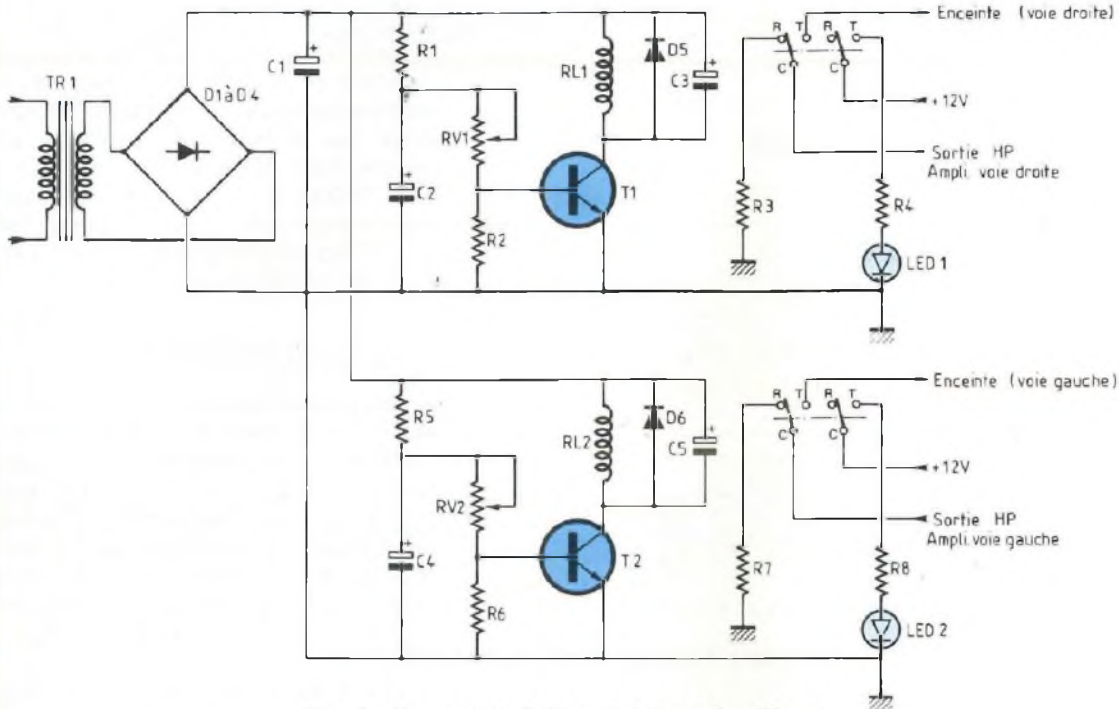 TR1
D1 à D4
C1
R1
C2
RV1
R2
RL1
D5
C3
T1
R T R T
C C
Enceinte (voie droite)
+12V
Sortie HP
Ampli. voie droite
R3
R4
LED 1
R5
C4
RV2
R6
RL2
D6
C5
T2
R T R T
C C
Enceinte (voie gauche)
+12V
Sortie HP
Ampli. voie gauche
R7
R8
LED 2